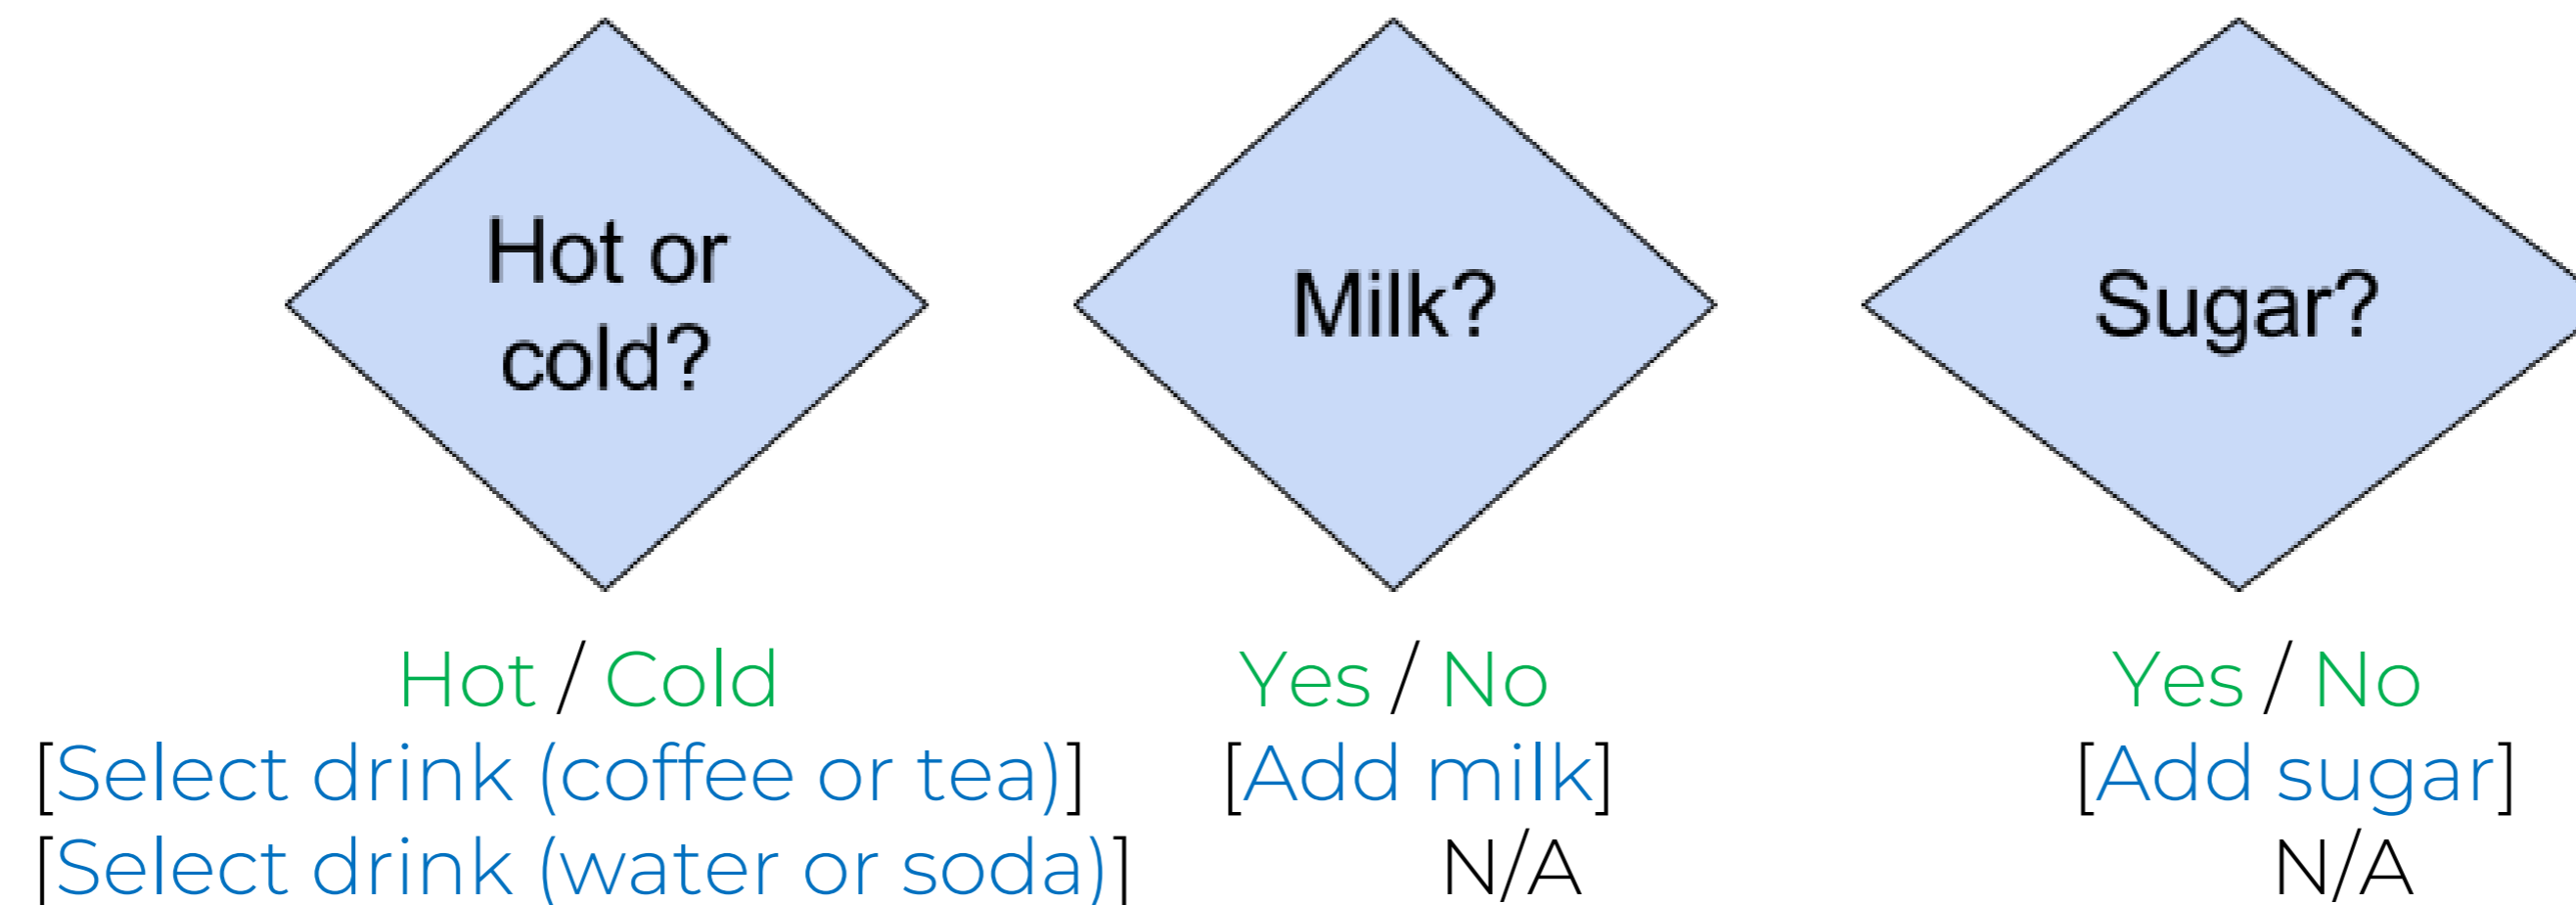 Hot or
cold?
Milk?
Sugar?
Hot / Cold
Yes / No
Yes / No
[Select drink (coffee or tea)]
[Add milk]
[Add sugar]
[Select drink (water or soda)]
N/A
N/A